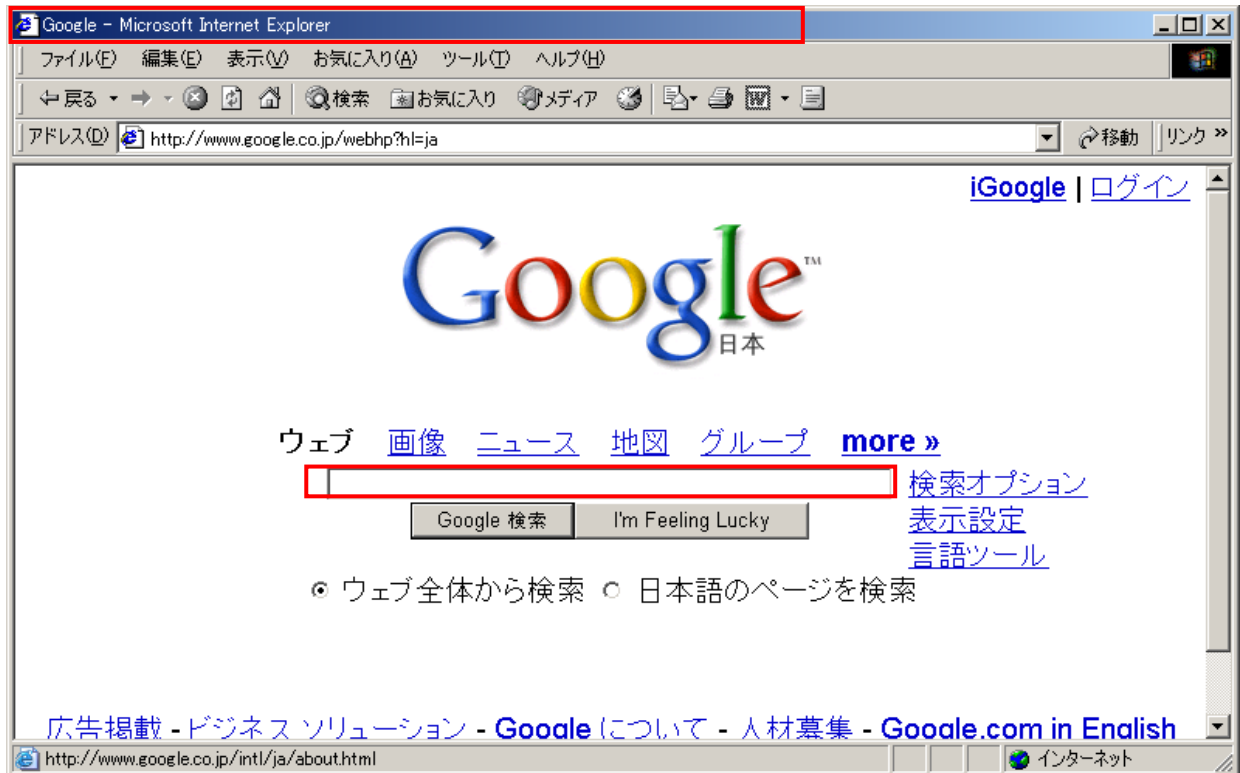 Google - Microsoft Internet Explorer
ファイル(F) 編集(E) 表示(V) お気に入り(A) ツール(T) ヘルプ(H)
戻る 検索 お気に入り メディア
アドレス(D) http://www.google.co.jp/webhp?hl=ja 移動 リンク »
iGoogle | ログイン
Google™
日本
ウェブ 画像 ニュース 地図 グループ more »
検索オプション
Google 検索 I'm Feeling Lucky 表示設定
言語ツール
ウェブ全体から検索 日本語のページを検索
広告掲載 - ビジネス ソリューション - Google について - 人材募集 - Google.com in English
http://www.google.co.jp/intl/ja/about.html インターネット